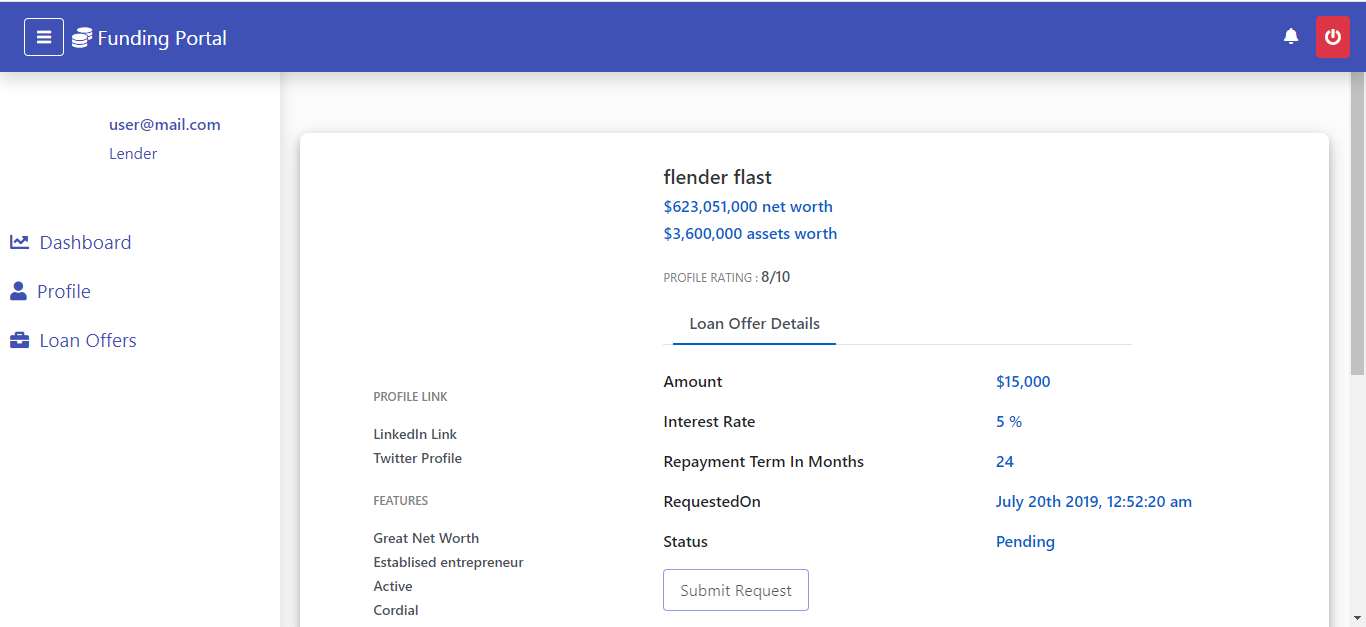 Funding Portal
user@mail.com
Lender
Dashboard
Profile
Loan Offers
flender flast
$623,051,000 net worth
$3,600,000 assets worth
PROFILE RATING : 8/10
Loan Offer Details
PROFILE LINK
LinkedIn Link
Twitter Profile
FEATURES
Great Net Worth
Establised entrepreneur
Active
Cordial
Amount $15,000
Interest Rate 5 %
Repayment Term In Months 24
RequestedOn July 20th 2019, 12:52:20 am
Status Pending
Submit Request